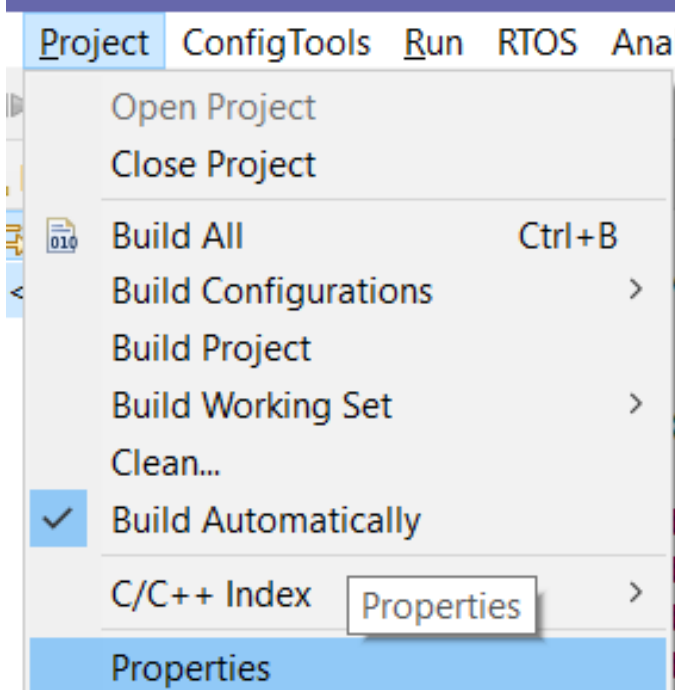 Project ConfigTools Run RTOS Ana
Open Project
Close Project
010 Build All Ctrl+B
Build Configurations >
Build Project
Build Working Set >
Clean...
Build Automatically
C/C++ Index >
Properties
Properties